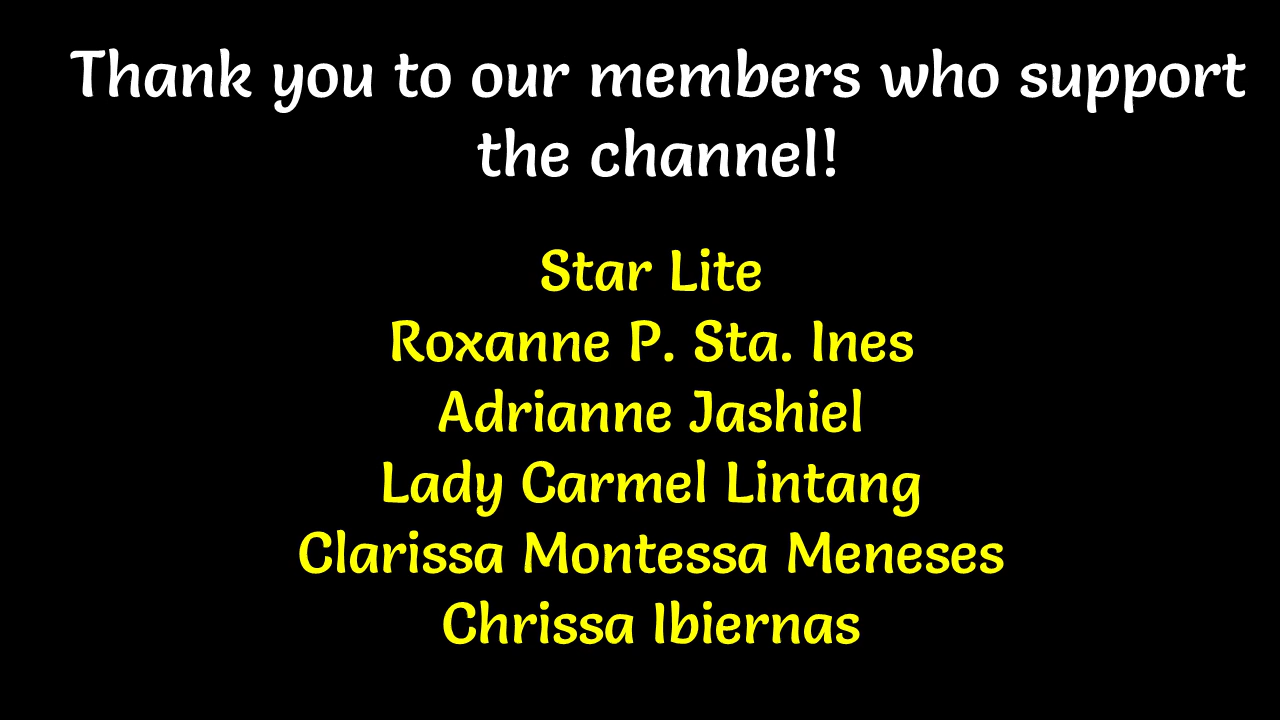 Thank you to our members who support
the channel!
Star Lite
Roxanne P. Sta. Ines
Adrianne Jashiel
Lady Carmel Lintang
Clarissa Montessa Meneses
Chrissa Ibiernas